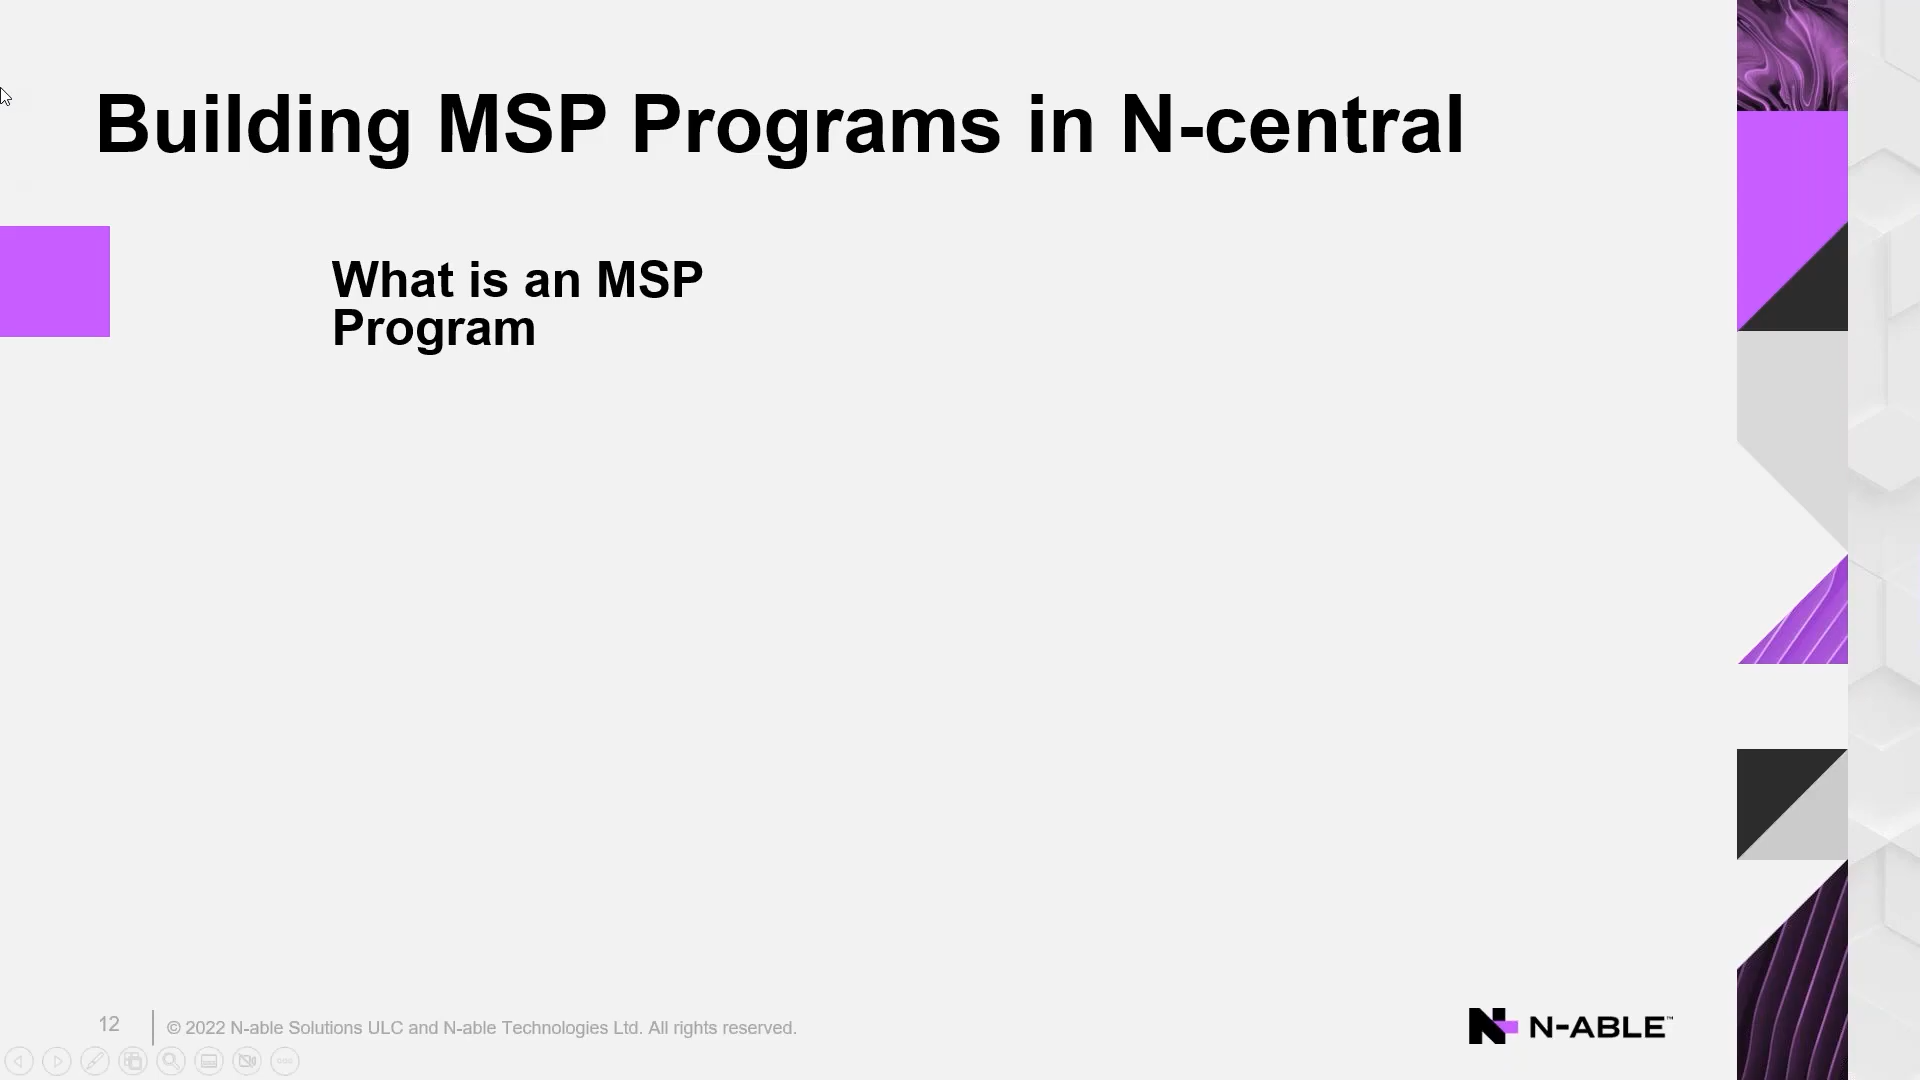 Building MSP Programs in N-central
What is an MSP
Program
12
© 2022 N-able Solutions ULC and N-able Technologies Ltd. All rights reserved.
N-ABLE™